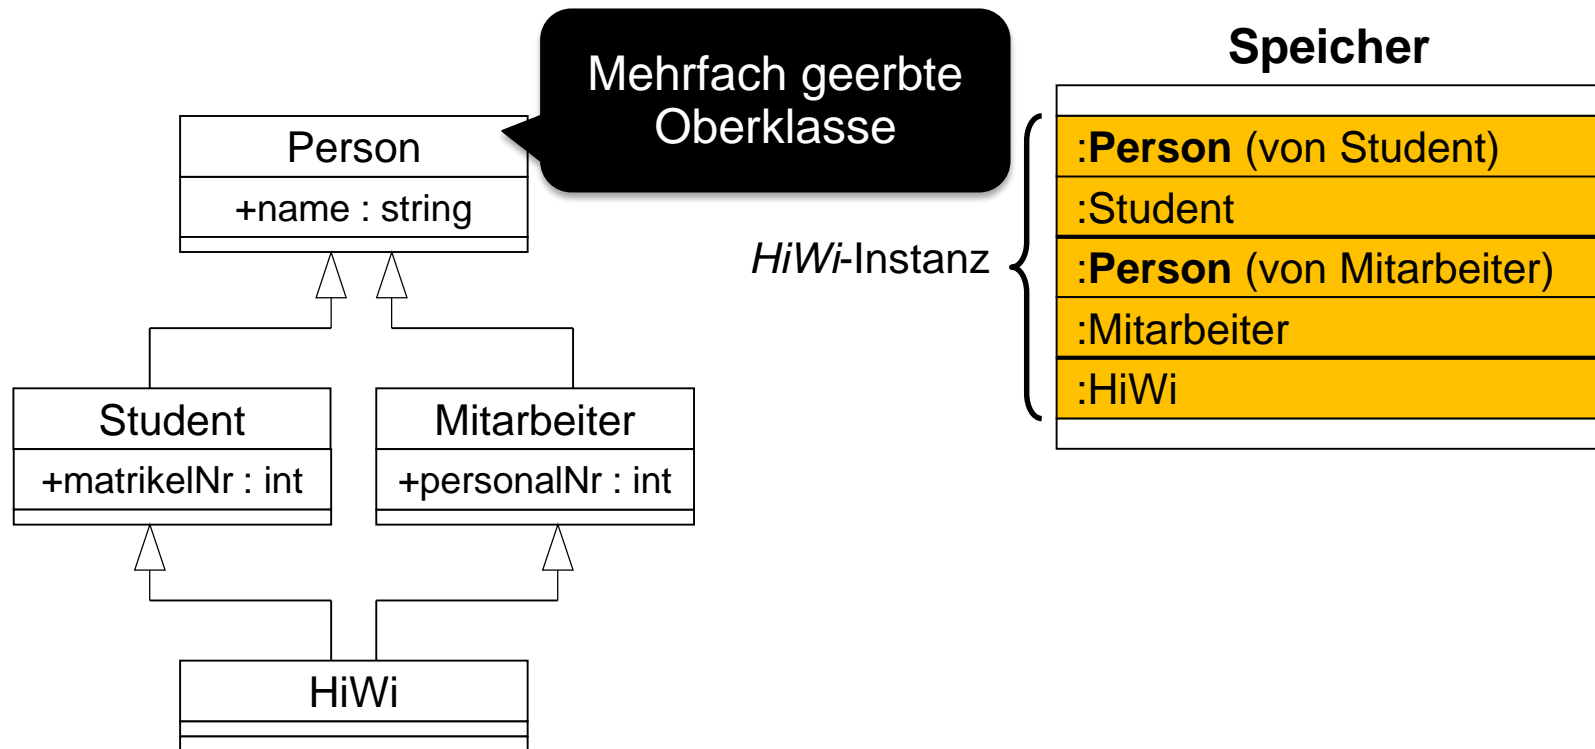 Mehrfach geerbte
Oberklasse
Person
+name : string
Student
+matrikelNr : int
Mitarbeiter
+personalNr : int
HiWi
Speicher
HiWi-Instanz
:Person (von Student)
:Student
:Person (von Mitarbeiter)
:Mitarbeiter
:HiWi